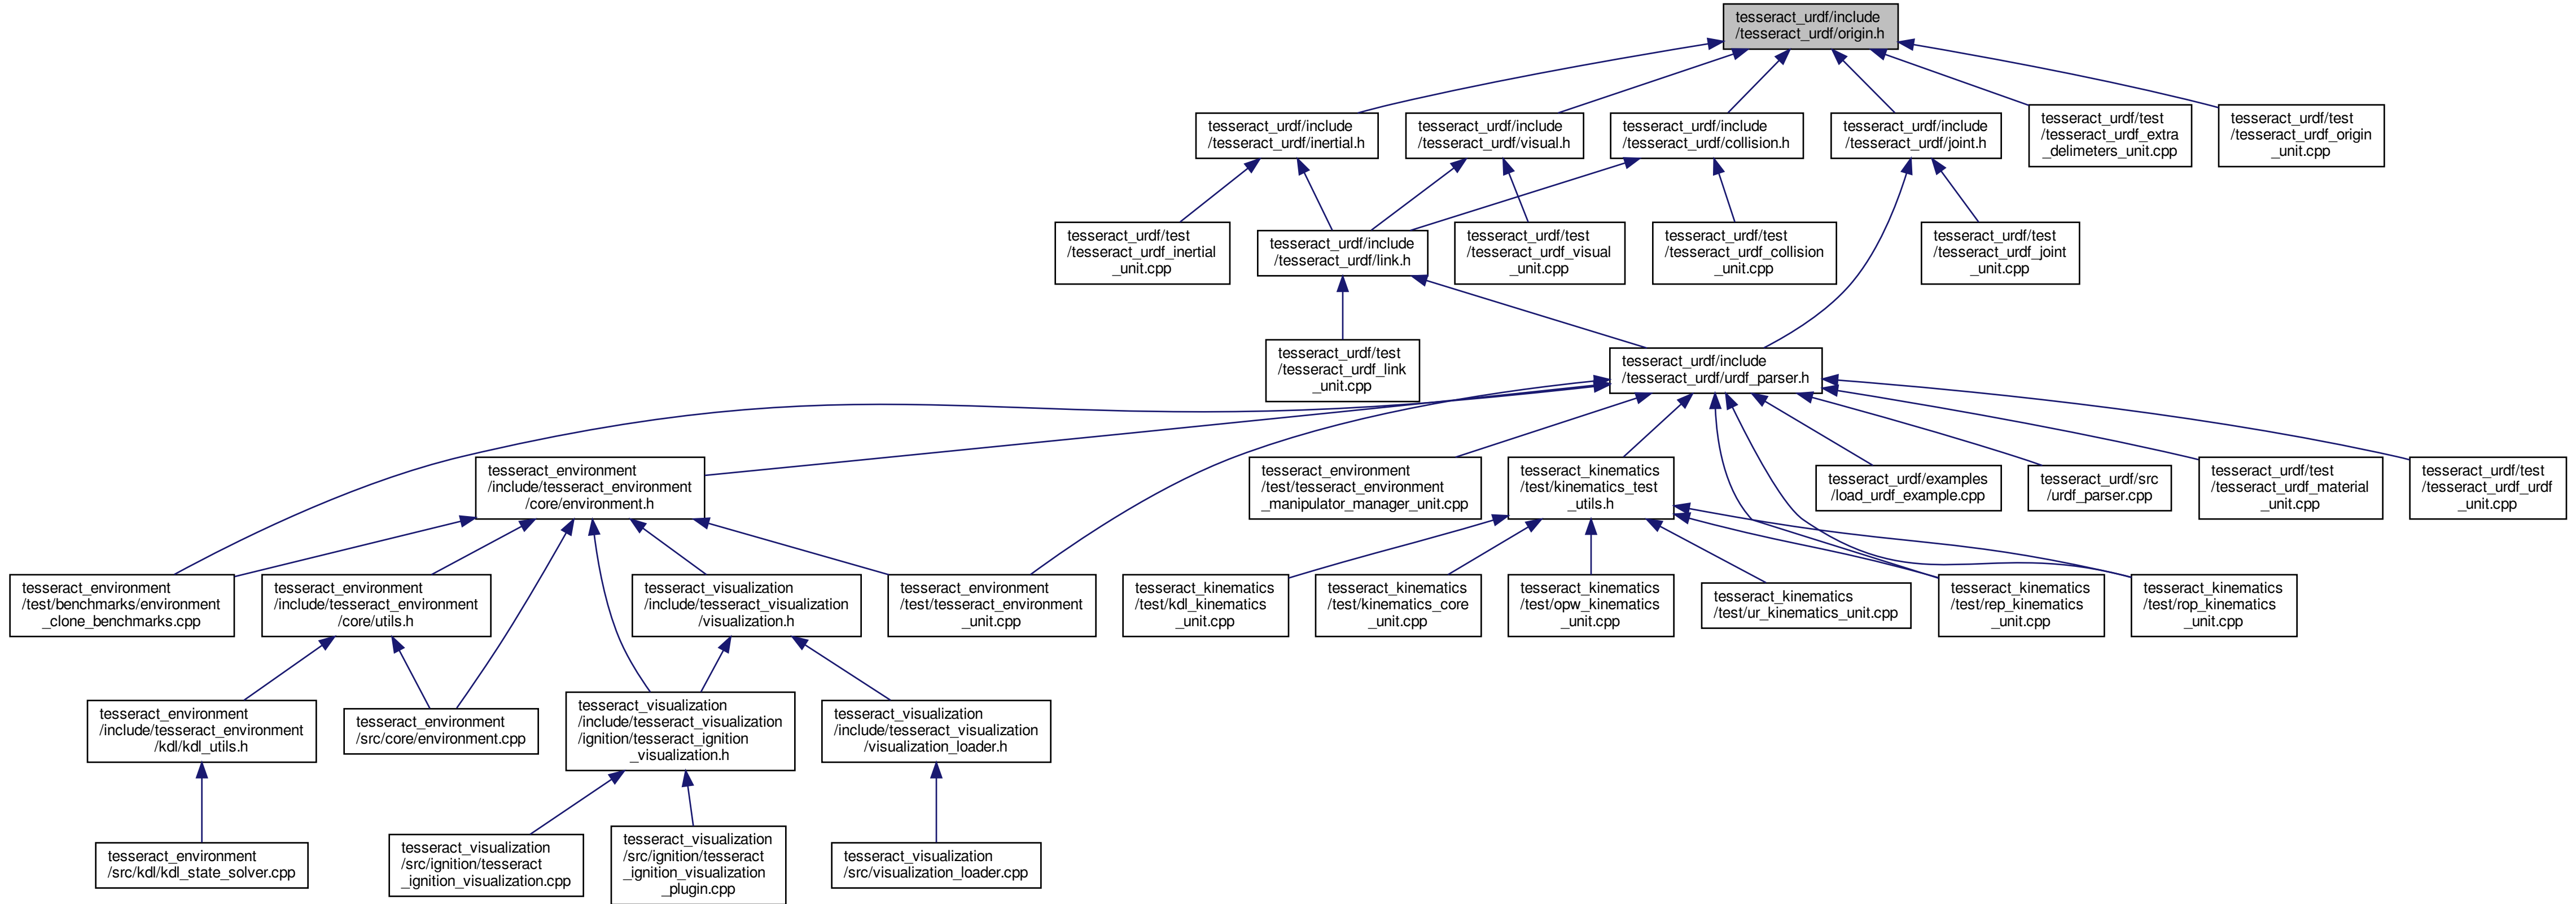 tesseract_urdf/include
/tesseract_urdf/origin.h
tesseract_urdf/include
/tesseract_urdf/inertial.h
tesseract_urdf/include
/tesseract_urdf/visual.h
tesseract_urdf/include
/tesseract_urdf/collision.h
tesseract_urdf/include
/tesseract_urdf/joint.h
tesseract_urdf/test
/tesseract_urdf_extra
_delimeters_unit.cpp
tesseract_urdf/test
/tesseract_urdf_origin
_unit.cpp
tesseract_urdf/test
/tesseract_urdf_inertial
_unit.cpp
tesseract_urdf/include
/tesseract_urdf/link.h
tesseract_urdf/test
/tesseract_urdf_visual
_unit.cpp
tesseract_urdf/test
/tesseract_urdf_collision
_unit.cpp
tesseract_urdf/test
/tesseract_urdf_joint
_unit.cpp
tesseract_urdf/test
/tesseract_urdf_link
_unit.cpp
tesseract_urdf/include
/tesseract_urdf/urdf_parser.h
tesseract_environment
/include/tesseract_environment
/core/environment.h
tesseract_environment
/test/tesseract_environment
_manipulator_manager_unit.cpp
tesseract_kinematics
/test/kinematics_test
_utils.h
tesseract_urdf/examples
/load_urdf_example.cpp
tesseract_urdf/src
/urdf_parser.cpp
tesseract_urdf/test
/tesseract_urdf_material
_unit.cpp
tesseract_urdf/test
/tesseract_urdf_urdf
_unit.cpp
tesseract_environment
/test/benchmarks/environment
_clone_benchmarks.cpp
tesseract_environment
/include/tesseract_environment
/core/utils.h
tesseract_visualization
/include/tesseract_visualization
/visualization.h
tesseract_environment
/test/tesseract_environment
_unit.cpp
tesseract_kinematics
/test/kdl_kinematics
_unit.cpp
tesseract_kinematics
/test/kinematics_core
_unit.cpp
tesseract_kinematics
/test/opw_kinematics
_unit.cpp
tesseract_kinematics
/test/ur_kinematics_unit.cpp
tesseract_kinematics
/test/rep_kinematics
_unit.cpp
tesseract_kinematics
/test/rop_kinematics
_unit.cpp
tesseract_environment
/include/tesseract_environment
/kdl/kdl_utils.h
tesseract_environment
/src/core/environment.cpp
tesseract_visualization
/include/tesseract_visualization
/ignition/tesseract_ignition
_visualization.h
tesseract_visualization
/include/tesseract_visualization
/visualization_loader.h
tesseract_environment
/src/kdl/kdl_state_solver.cpp
tesseract_visualization
/src/ignition/tesseract
_ignition_visualization.cpp
tesseract_visualization
/src/ignition/tesseract
_ignition_visualization
_plugin.cpp
tesseract_visualization
/src/visualization_loader.cpp